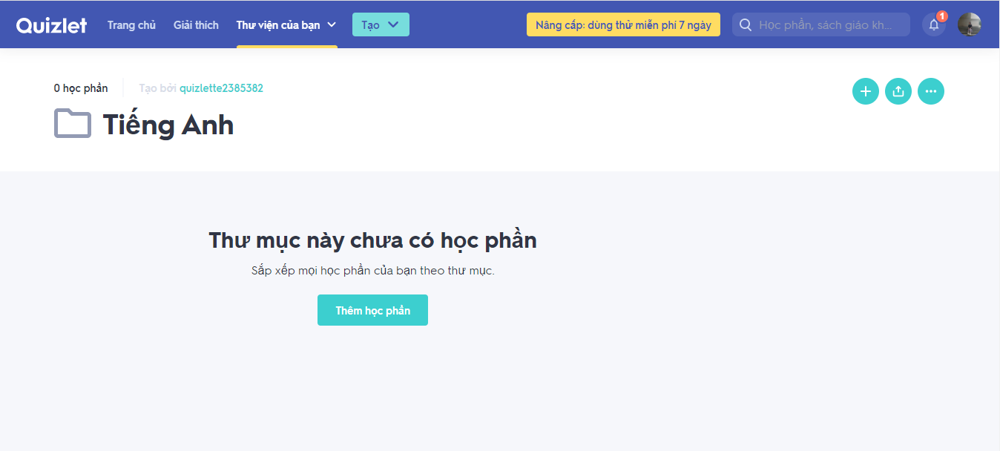 Quizlet Trang chủ Giải thích Thư viện của bạn Tạo Nâng cấp: dùng thử miễn phí 7 ngày Học phần, sách giáo kh... 1
0 học phần Tạo bởi quizlette2385382
Tiếng Anh
Thư mục này chưa có học phần
Sắp xếp mọi học phần của bạn theo thư mục.
Thêm học phần